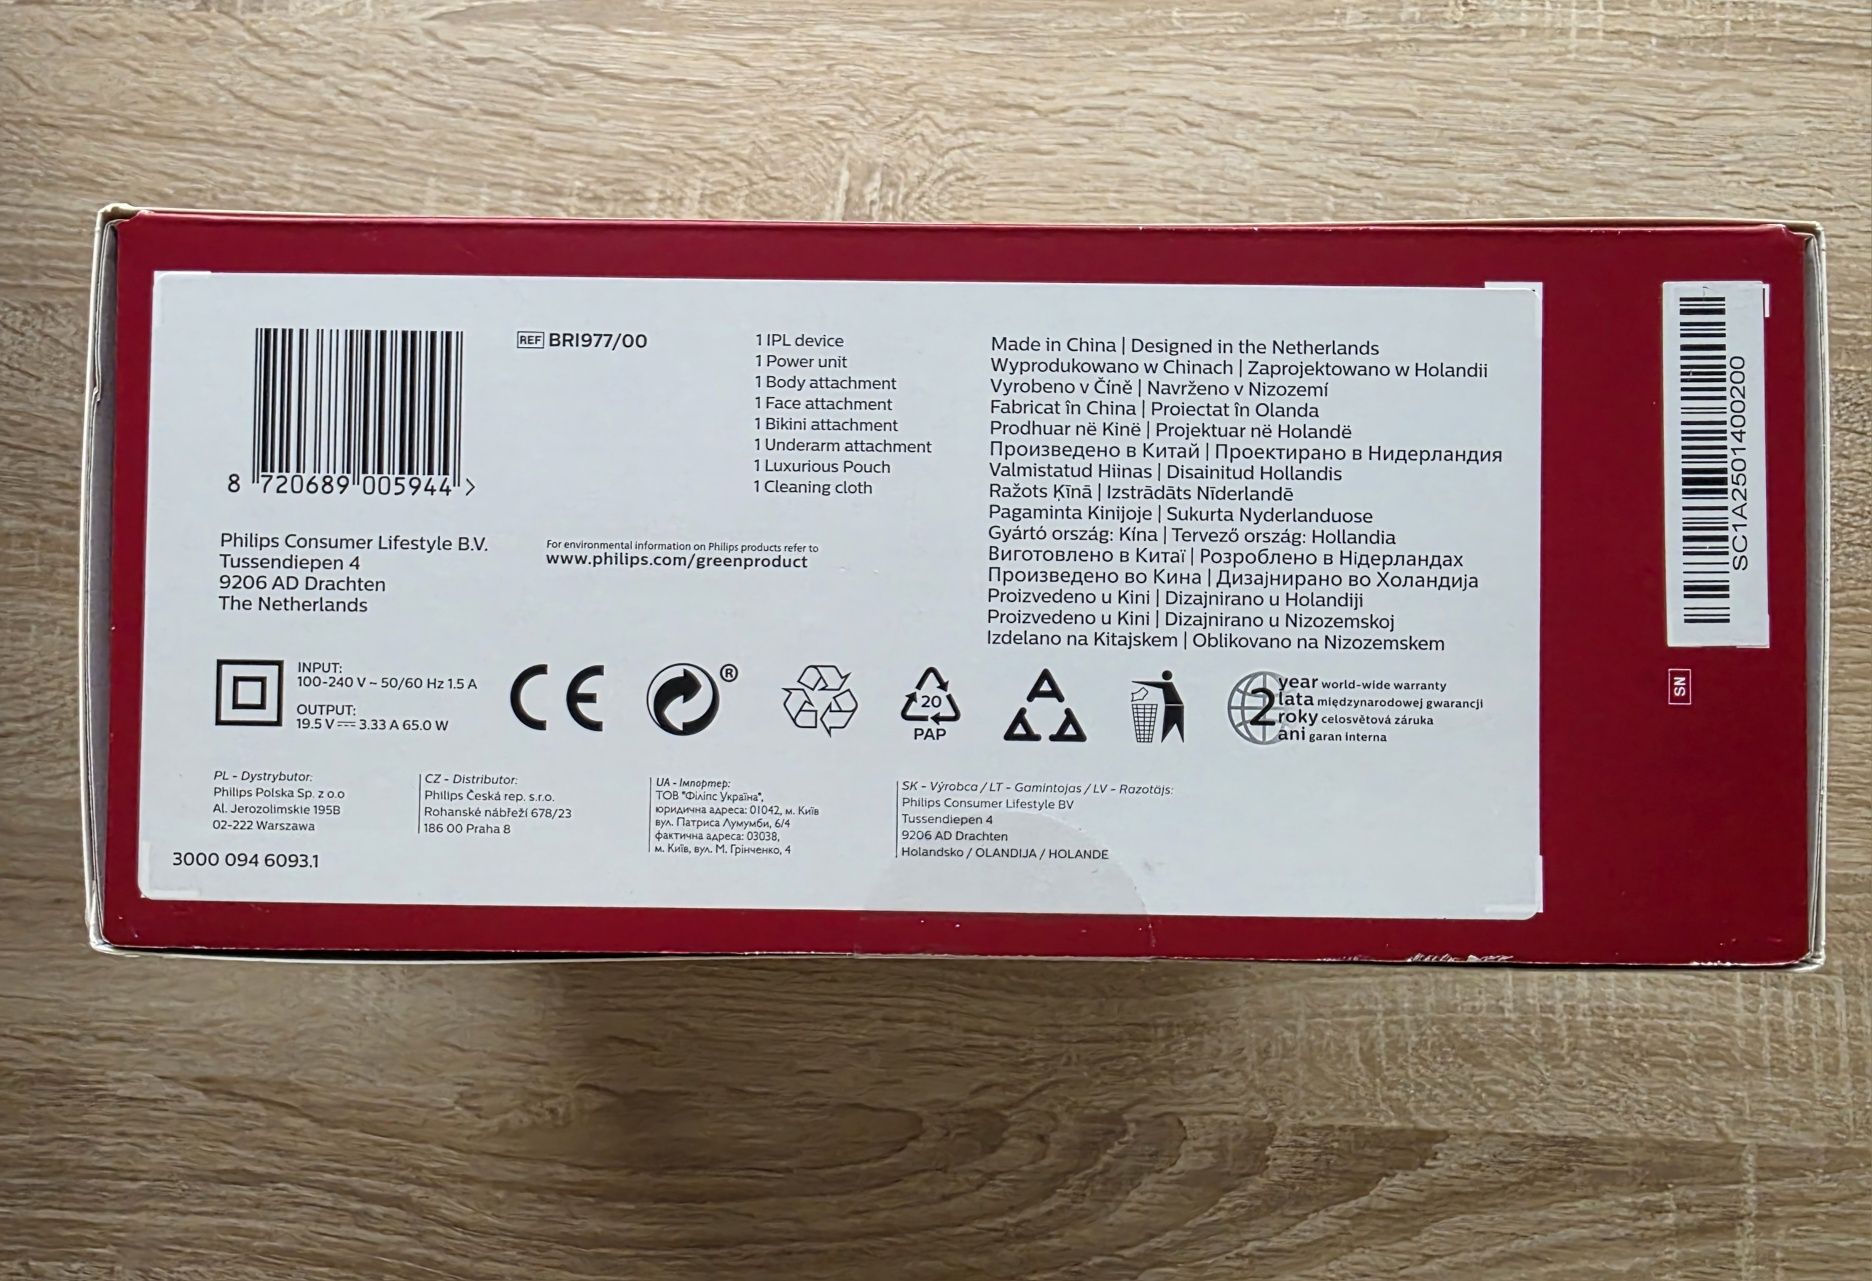 8 720689 005944 >
REF BRI977/00
1 IPL device
1 Power unit
1 Body attachment
1 Face attachment
1 Bikini attachment
1 Underarm attachment
1 Luxurious Pouch
1 Cleaning cloth
Made in China | Designed in the Netherlands
Wyprodukowano w Chinach | Zaprojektowano w Holandii
Vyrobeno v Číně | Navrženo v Nizozemí
Fabricat în China | Proiectat în Olanda
Prodhuar në Kinë | Projektuar në Holandë
Произведено в Китай | Проектирано в Нидерландия
Valmistatud Hiinas | Disainitud Hollandis
Ražots Ķīnā | Izstrādāts Nīderlandē
Pagaminta Kinijoje | Sukurta Nyderlanduose
Gyártó ország: Kína | Tervező ország: Hollandia
Виготовлено в Китаї | Розроблено в Нідерландах
Произведено во Кина | Дизајнирано во Холандија
Proizvedeno u Kini | Dizajnirano u Holandiji
Proizvedeno u Kini | Dizajnirano u Nizozemskoj
Izdelano na Kitajskem | Oblikovano na Nizozemskem
Philips Consumer Lifestyle B.V.
Tussendiepen 4
9206 AD Drachten
The Netherlands
For environmental information on Philips products refer to
www.philips.com/greenproduct
INPUT:
100-240 V ~ 50/60 Hz 1.5 A
OUTPUT:
19.5 V ⎓ 3.33 A 65.0 W
CE
®
20
PAP
2 year world-wide warranty
lata międzynarodowej gwarancji
roky celosvětová záruka
ani garan interna
PL - Dystrybutor:
Philips Polska Sp. z o.o
Al. Jerozolimskie 195B
02-222 Warszawa
CZ - Distributor:
Philips Česká rep. s.r.o.
Rohanské nábřeží 678/23
186 00 Praha 8
UA - Імпортер:
ТОВ "Філіпс Україна",
юридична адреса: 01042, м. Київ
вул. Патриса Лумумби, 6/4
фактична адреса: 03038,
м. Київ, вул. М. Грінченко, 4
SK - Výrobca / LT - Gamintojas / LV - Razotājs:
Philips Consumer Lifestyle BV
Tussendiepen 4
9206 AD Drachten
Holandsko / OLANDIJA / HOLANDE
3000 094 6093.1
SC1A2501400200
SN